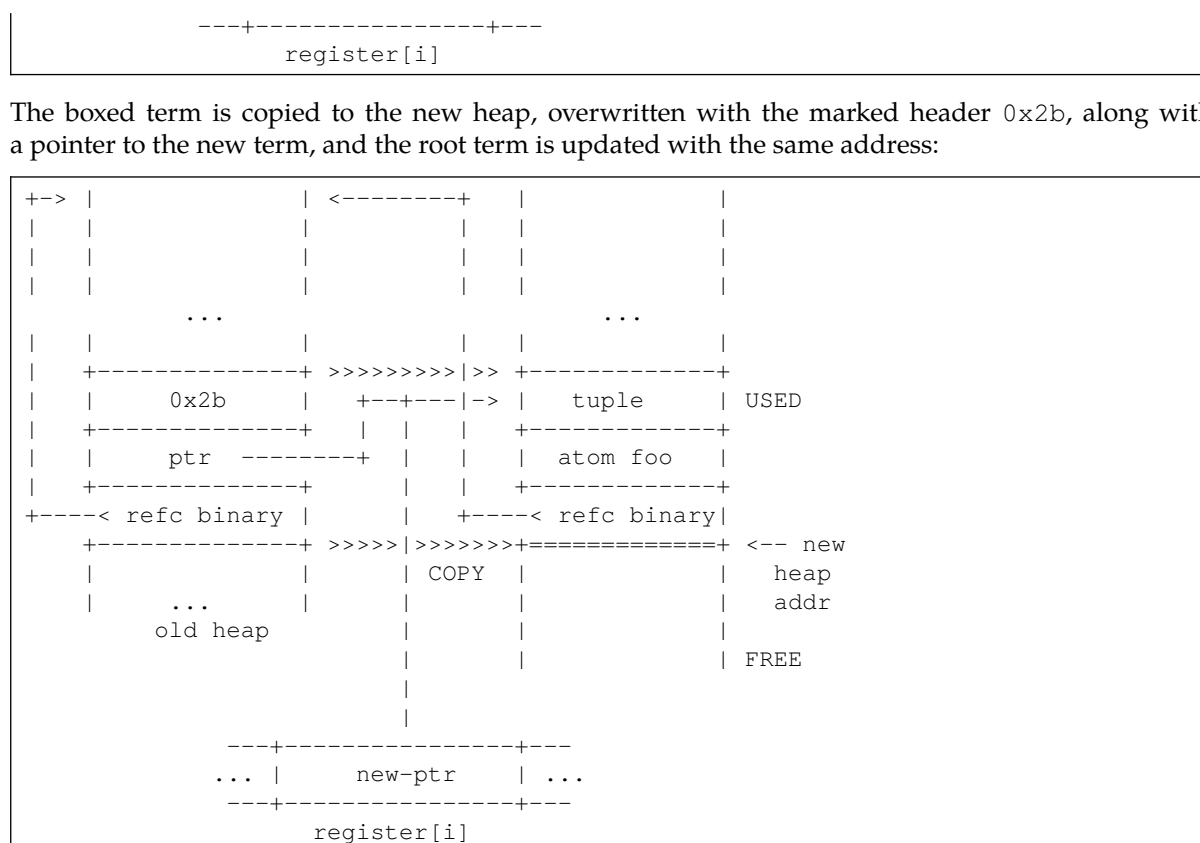 ---+----------------+---
register[i]
The boxed term is copied to the new heap, overwritten with the marked header 0x2b, along with
a pointer to the new term, and the root term is updated with the same address:
+-> |               | <--------+   |              |
|   |               |          |   |              |
|   |               |          |   |              |
|   |               |          |   |              |
           ...                             ...
|   |               |          |   |              |
|   +---------------+ >>>>>>>>>|>> +--------------+
|   |     0x2b      |   +--+---|-> |   tuple      | USED
|   +---------------+   |  |   |   +--------------+
|   |     ptr  --------+   |   |   |  atom foo    |
|   +---------------+      |   |   +--------------+
+----< refc binary |       |   +----< refc binary|
    +---------------+ >>>>>|>>>>>>>+==============+ <-- new
    |               |      | COPY  |              |   heap
    |     ...       |      |       |              |   addr
         old heap          |       |              |
                           |       |              | FREE
                           |
                           |
              ---+----------------+---
             ... |     new-ptr    | ...
              ---+----------------+---
                    register[i]